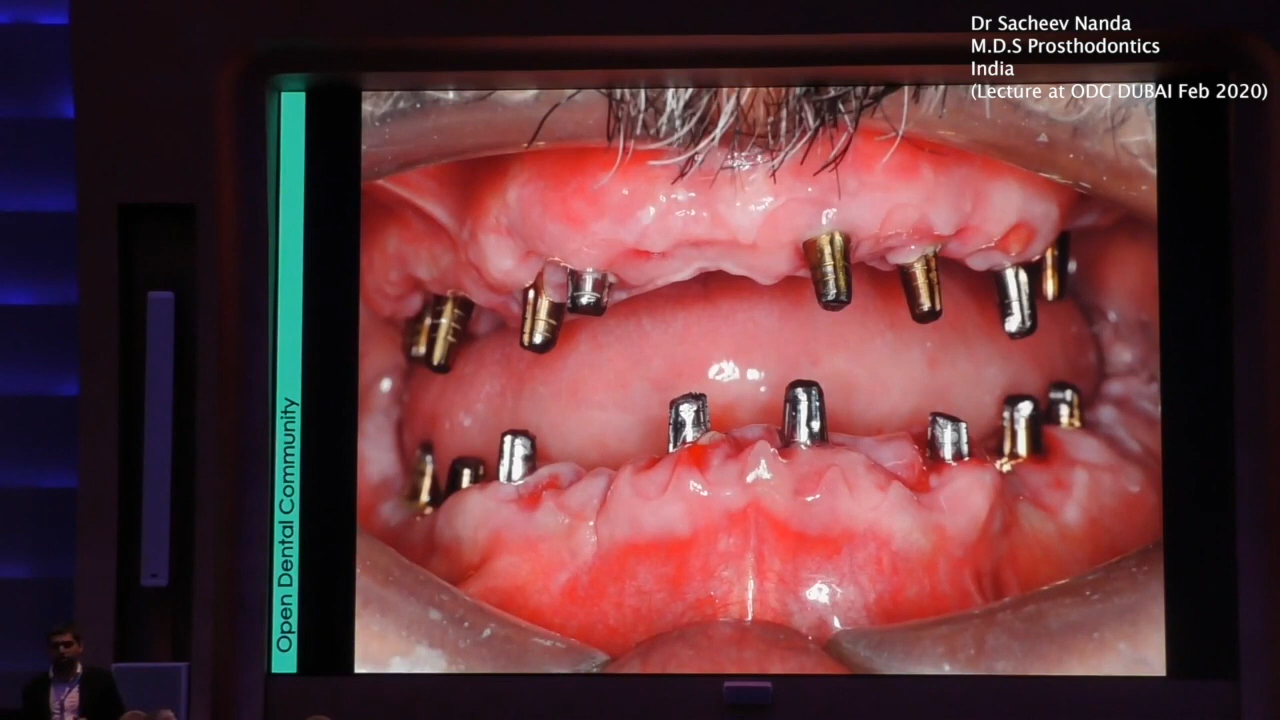 Dr Sacheev Nanda
M.D.S Prosthodontics
India
(Lecture at ODC DUBAI Feb 2020)
Open Dental Community